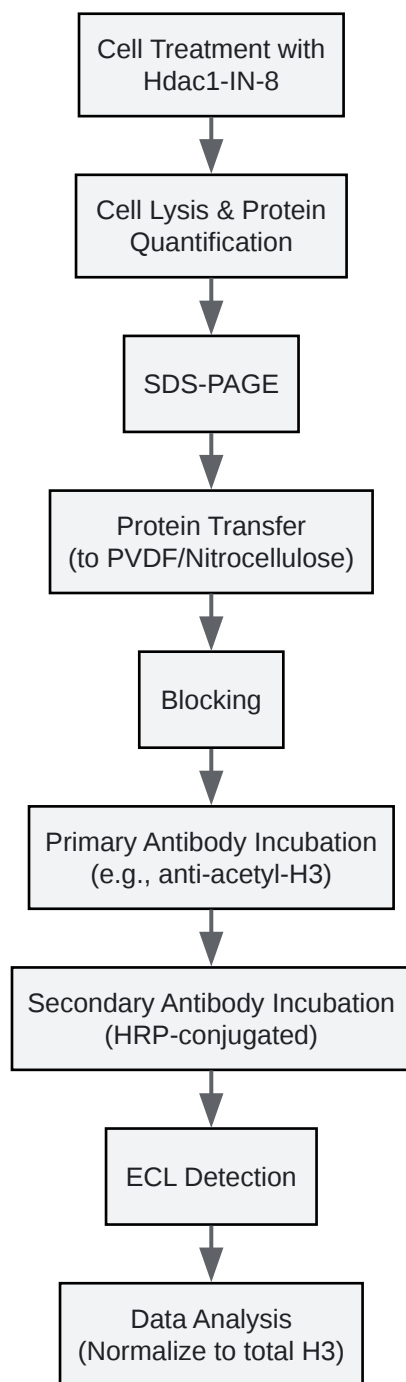 Cell Treatment with
Hdac1-IN-8
Cell Lysis & Protein
Quantification
SDS-PAGE
Protein Transfer
(to PVDF/Nitrocellulose)
Blocking
Primary Antibody Incubation
(e.g., anti-acetyl-H3)
Secondary Antibody Incubation
(HRP-conjugated)
ECL Detection
Data Analysis
(Normalize to total H3)